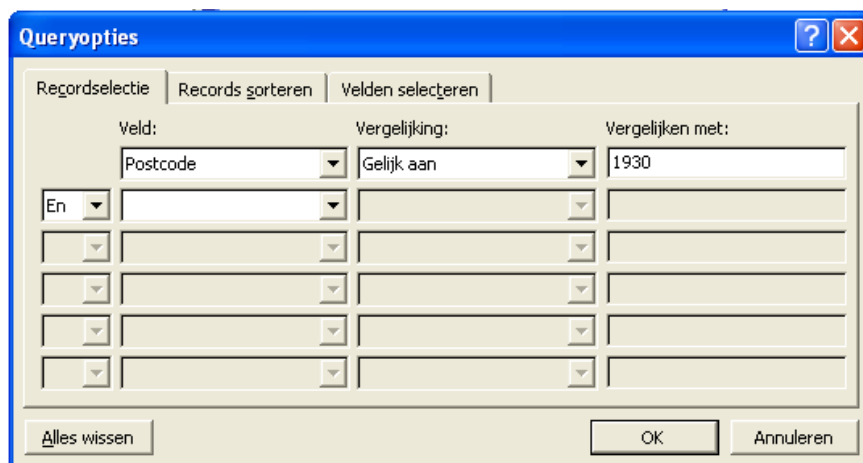 Queryopties
Recordselectie Records sorteren Velden selecteren
Veld: Vergelijking: Vergelijken met:
Postcode Gelijk aan 1930
En
Alles wissen OK Annuleren